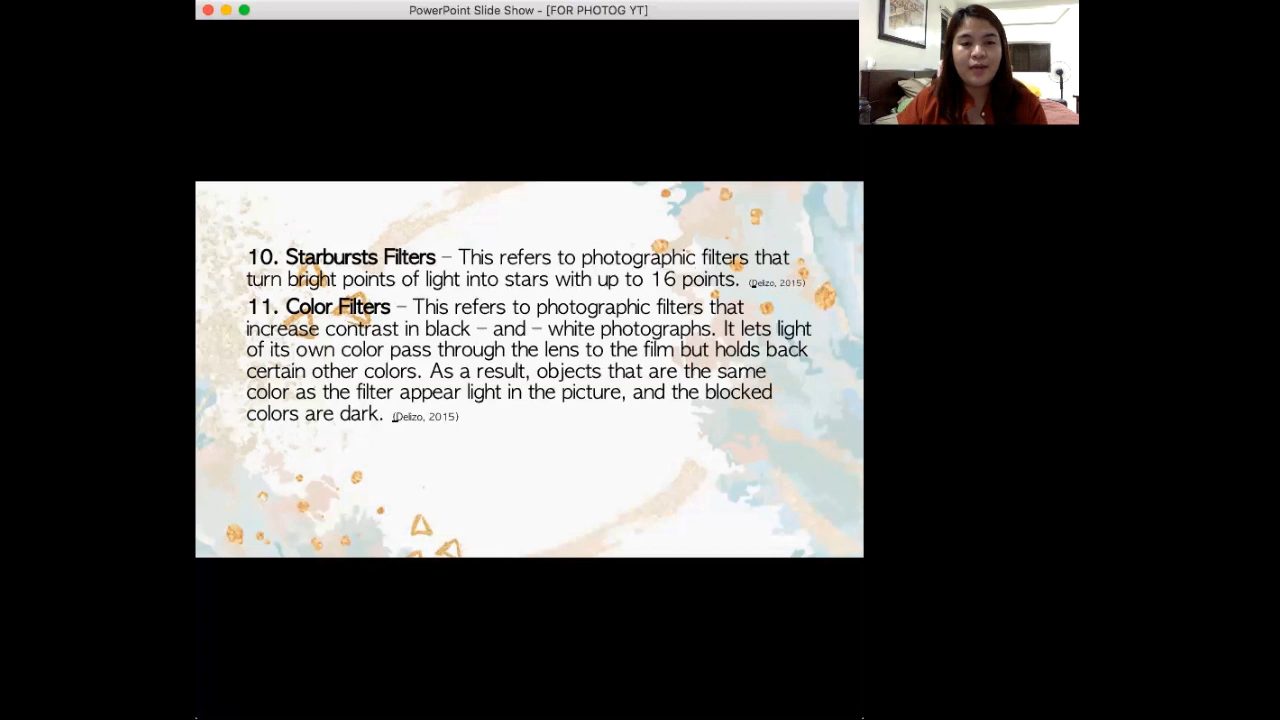 PowerPoint Slide Show - [FOR PHOTOG YT]
10. Starbursts Filters – This refers to photographic filters that
turn bright points of light into stars with up to 16 points. (Delizo, 2015)
11. Color Filters – This refers to photographic filters that
increase contrast in black – and – white photographs. It lets light
of its own color pass through the lens to the film but holds back
certain other colors. As a result, objects that are the same
color as the filter appear light in the picture, and the blocked
colors are dark. (Delizo, 2015)